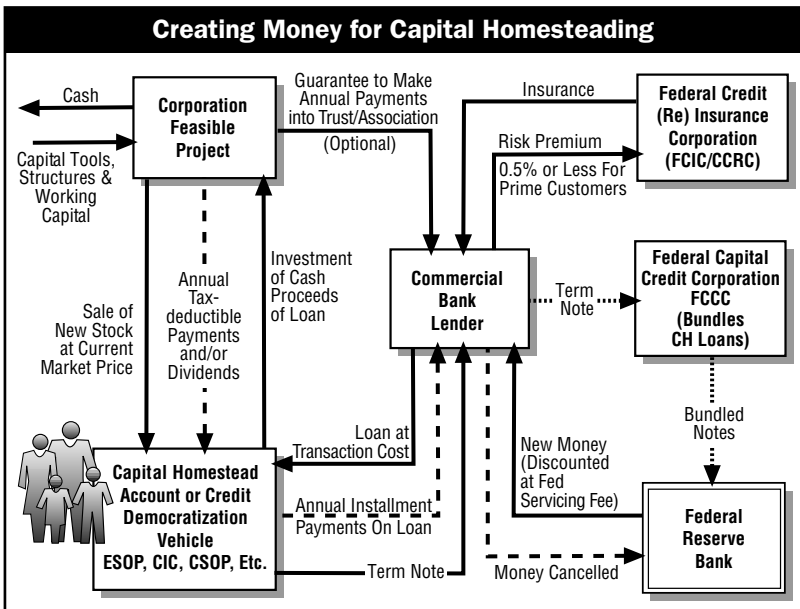 Creating Money for Capital Homesteading
Cash
Capital Tools,
Structures &
Working
Capital
Corporation
Feasible
Project
Guarantee to Make
Annual Payments
into Trust/Association
(Optional)
Insurance
Risk Premium
0.5% or Less For
Prime Customers
Federal Credit
(Re) Insurance
Corporation
(FCIC/CCRC)
Sale of
New Stock
at Current
Market Price
Annual
Tax-
deductible
Payments
and/or
Dividends
Investment
of Cash
Proceeds
of Loan
Commercial
Bank
Lender
Term
Note
Federal Capital
Credit Corporation
FCCC
(Bundles
CH Loans)
Bundled
Notes
Loan at
Transaction Cost
New Money
(Discounted
at Fed
Servicing Fee)
Capital Homestead
Account or Credit
Democratization
Vehicle
ESOP, CIC, CSOP, Etc.
Annual Installment
Payments On Loan
Term Note
Money Cancelled
Federal
Reserve
Bank